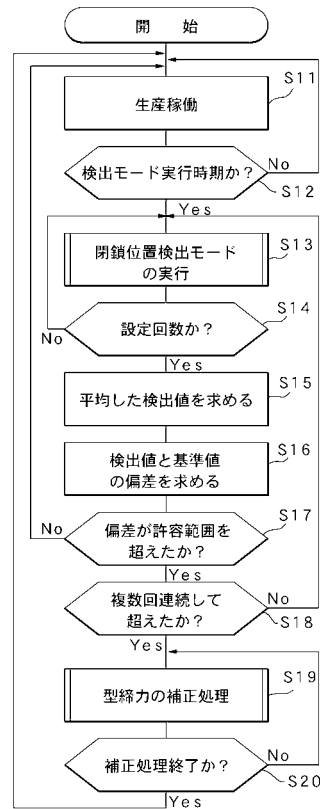 開　始
S11
生産稼働
No
検出モード実行時期か？
S12
Yes
S13
閉鎖位置検出モード
の実行
S14
設定回数か？
No
Yes
S15
平均した検出値を求める
S16
検出値と基準値
の偏差を求める
S17
No
偏差が許容範囲を
超えたか？
Yes
複数回連続して
超えたか？
No
S18
Yes
S19
型締力の補正処理
No
補正処理終了か？
S20
Yes